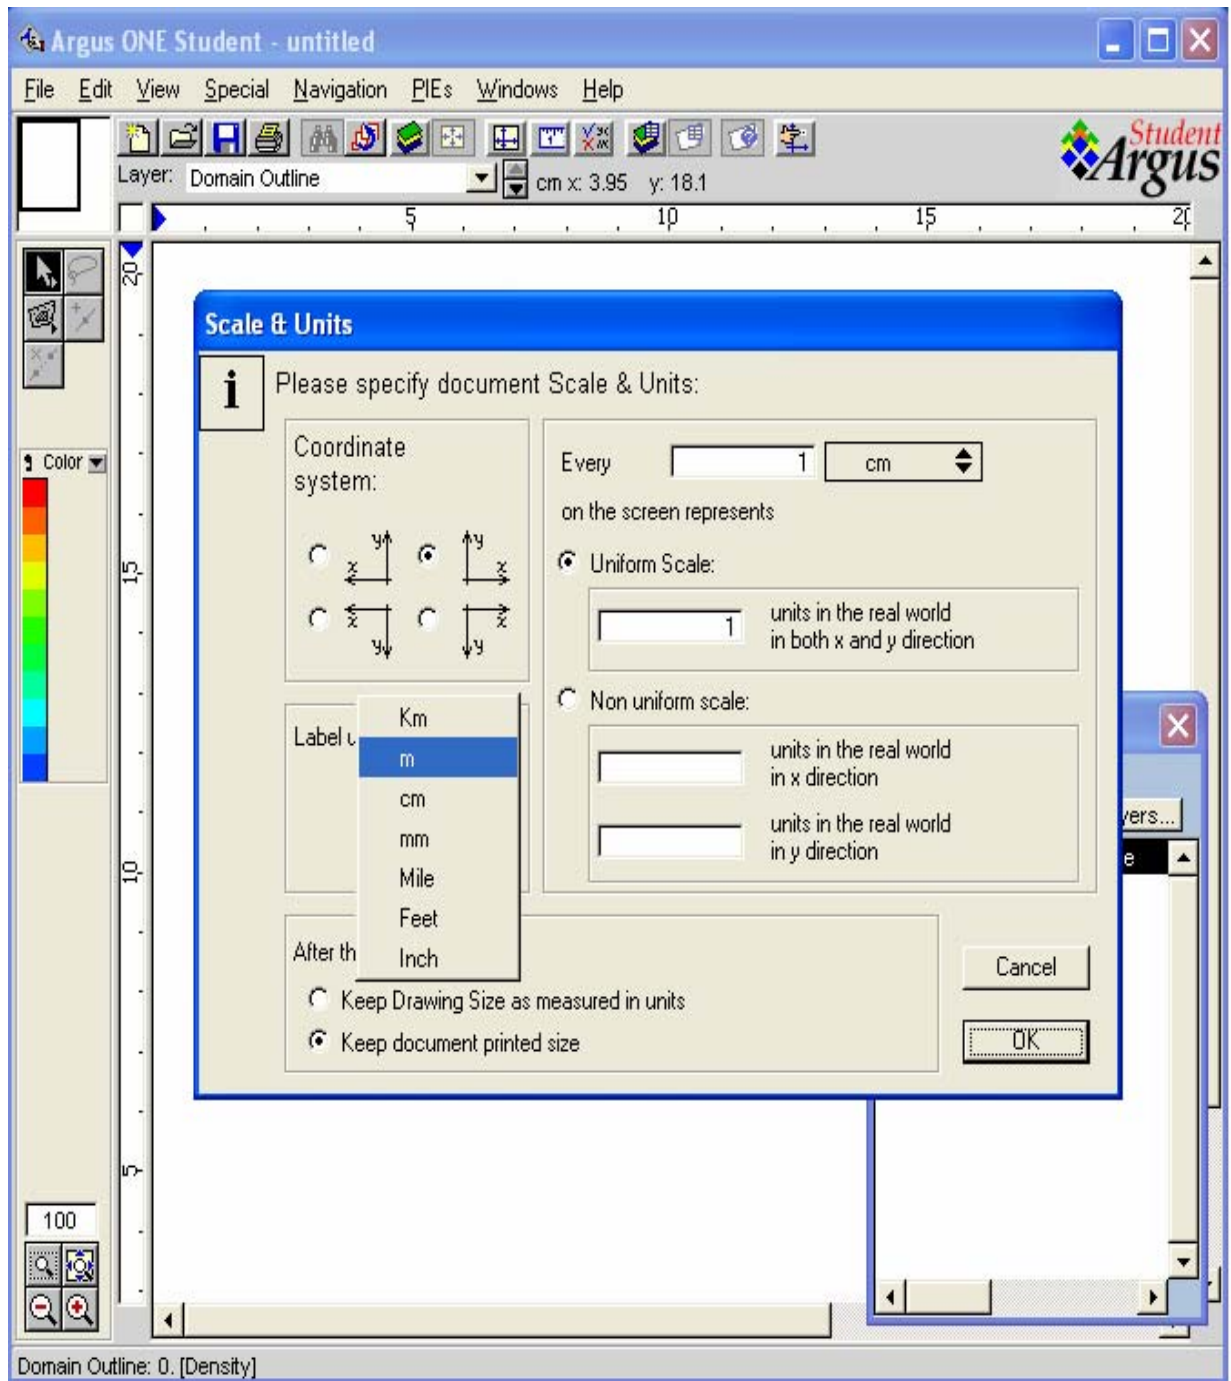 Argus ONE Student - untitled
File Edit View Special Navigation PIEs Windows Help
Student
Argus
Layer: Domain Outline cm x: 3.95 y: 18.1
5 10 15 20
20
15
10
5
Color
Scale & Units
i Please specify document Scale & Units:
Coordinate
system:
y x y x
x y x y
Every 1 cm
on the screen represents
Uniform Scale:
1 units in the real world
in both x and y direction
Non uniform scale:
units in the real world
in x direction
units in the real world
in y direction
Label u
Km
m
cm
mm
Mile
Feet
Inch
After th
Keep Drawing Size as measured in units
Keep document printed size
Cancel
OK
yers...
e
100
Domain Outline: 0. [Density]